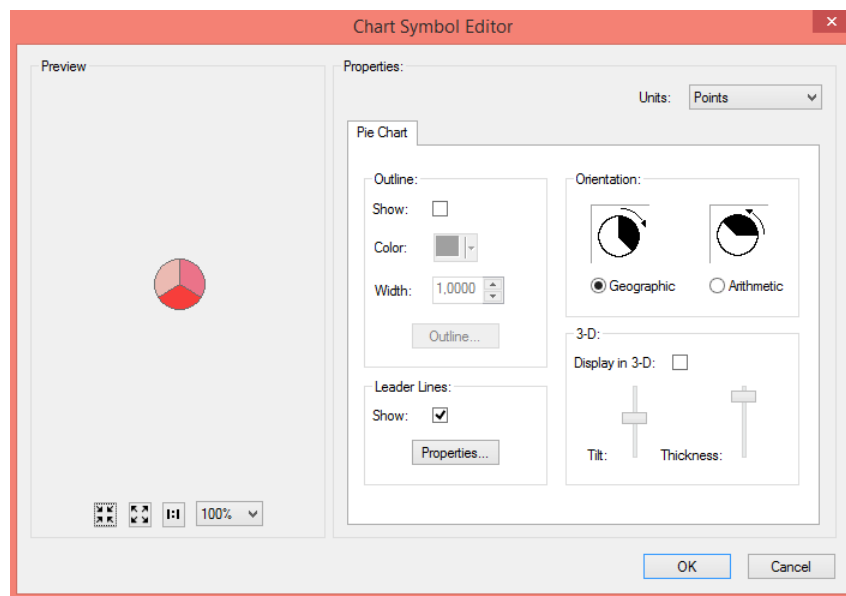 Chart Symbol Editor
Preview
Properties:
Units: Points
Pie Chart
Outline:
Show:
Color:
Width: 1,0000
Outline...
Orientation:
Geographic
Arithmetic
Leader Lines:
Show:
Properties...
3-D:
Display in 3-D:
Tilt:
Thickness:
1:1
100%
OK
Cancel